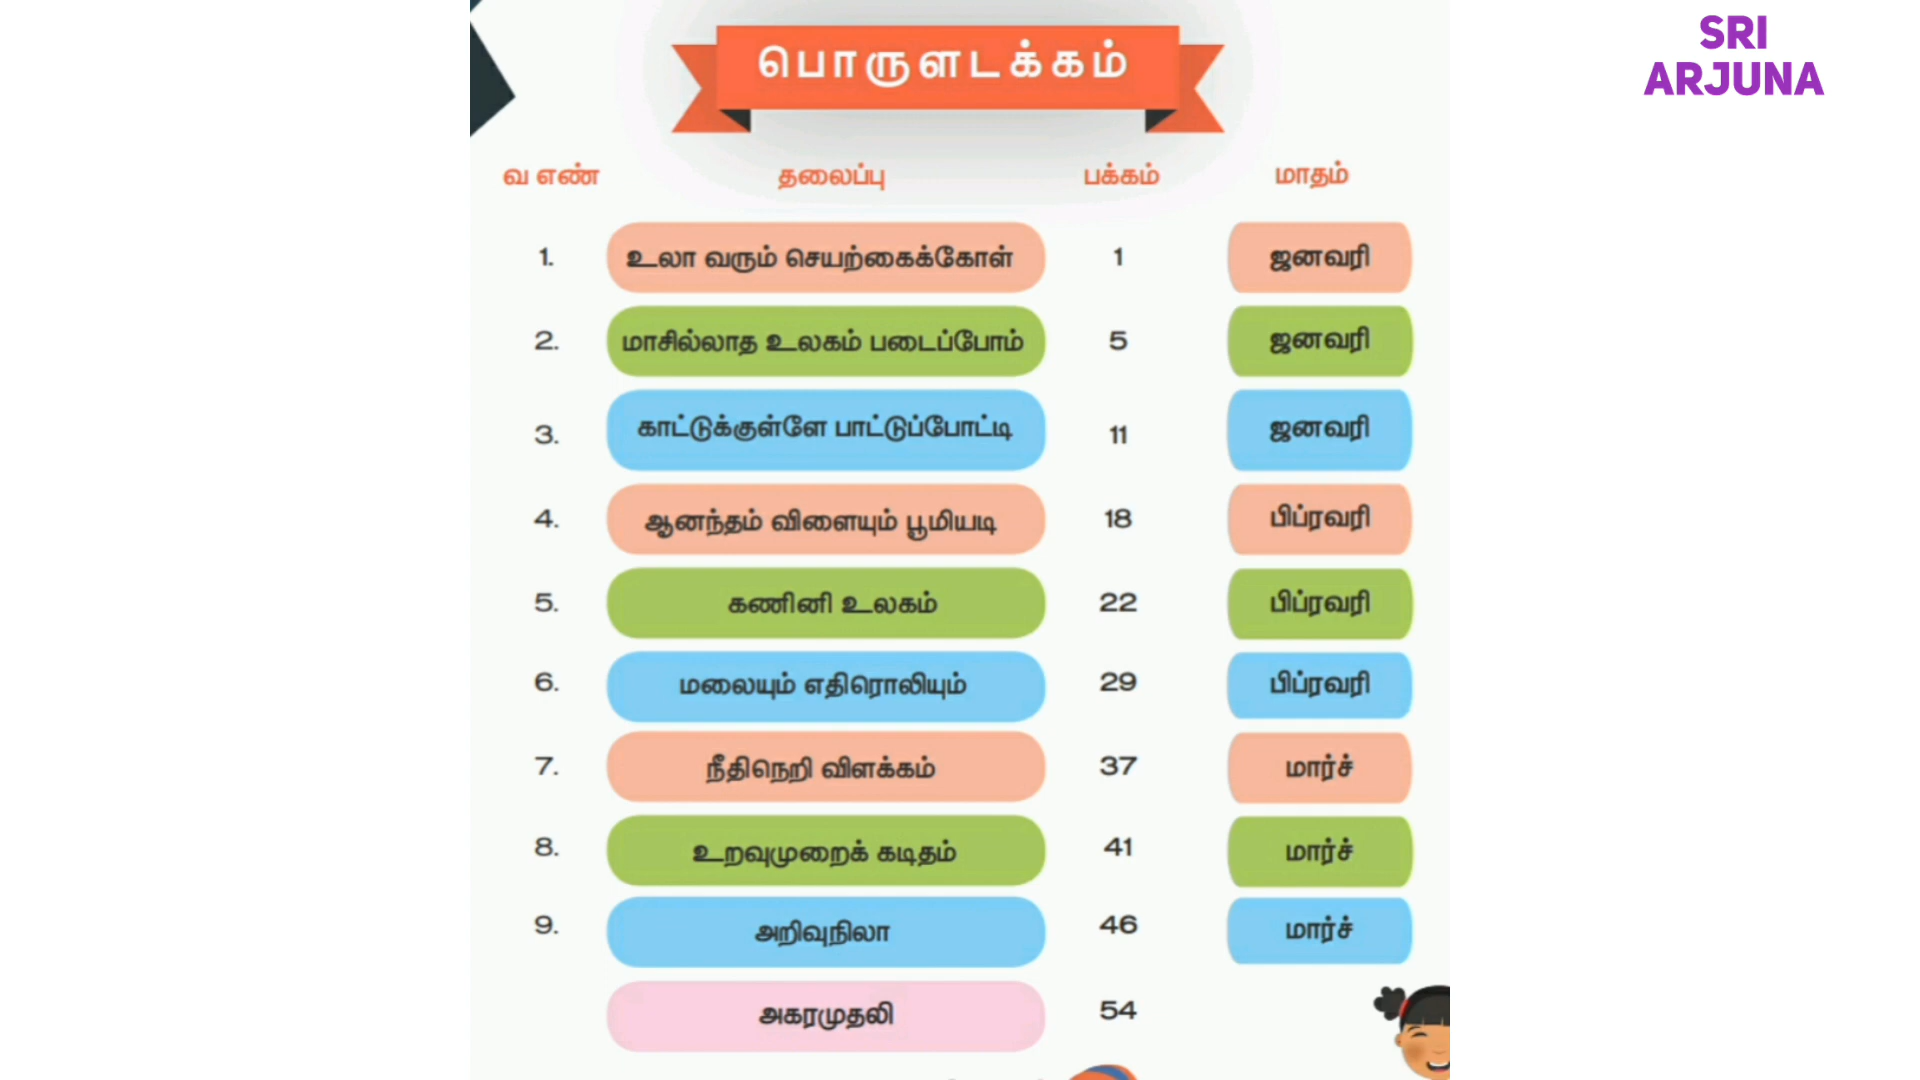 SRI
ARJUNA
பொருளடக்கம்
வ எண் தலைப்பு பக்கம் மாதம்
1. உலா வரும் செயற்கைக்கோள் 1 ஜனவரி
2. மாசில்லாத உலகம் படைப்போம் 5 ஜனவரி
3. காட்டுக்குள்ளே பாட்டுப்போட்டி 11 ஜனவரி
4. ஆனந்தம் விளையும் பூமியடி 18 பிப்ரவரி
5. கணினி உலகம் 22 பிப்ரவரி
6. மலையும் எதிரொலியும் 29 பிப்ரவரி
7. நீதிநெறி விளக்கம் 37 மார்ச்
8. உறவுமுறைக் கடிதம் 41 மார்ச்
9. அறிவுநிலா 46 மார்ச்
அகரமுதலி 54